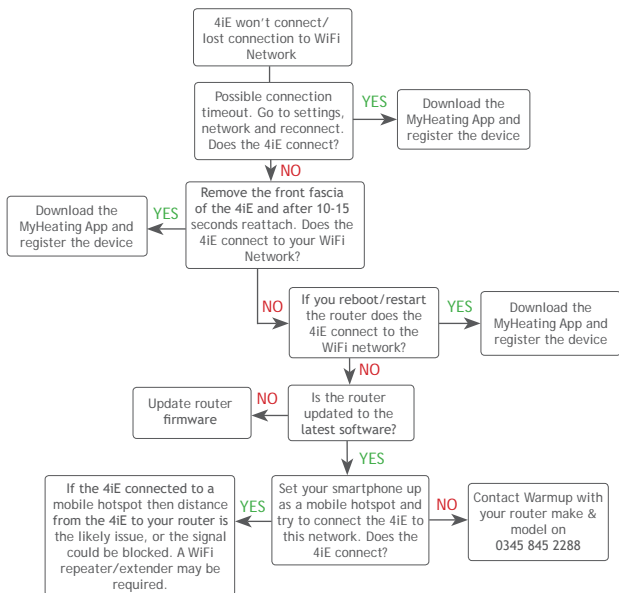 4iE won't connect/
lost connection to WiFi
Network
Possible connection
timeout. Go to settings,
network and reconnect.
Does the 4iE connect?
YES
Download the
MyHeating App and
register the device
NO
Remove the front fascia
of the 4iE and after 10-15
seconds reattach. Does the
4iE connect to your WiFi
Network?
YES
Download the
MyHeating App and
register the device
NO
If you reboot/restart
the router does the
4iE connect to the
WiFi network?
YES
Download the
MyHeating App and
register the device
NO
Is the router
updated to the
latest software?
NO
Update router
firmware
YES
Set your smartphone up
as a mobile hotspot and
try to connect the 4iE to
this network. Does the
4iE connect?
YES
If the 4iE connected to a
mobile hotspot then distance
from the 4iE to your router is
the likely issue, or the signal
could be blocked. A WiFi
repeater/extender may be
required.
NO
Contact Warmup with
your router make &
model on
0345 845 2288